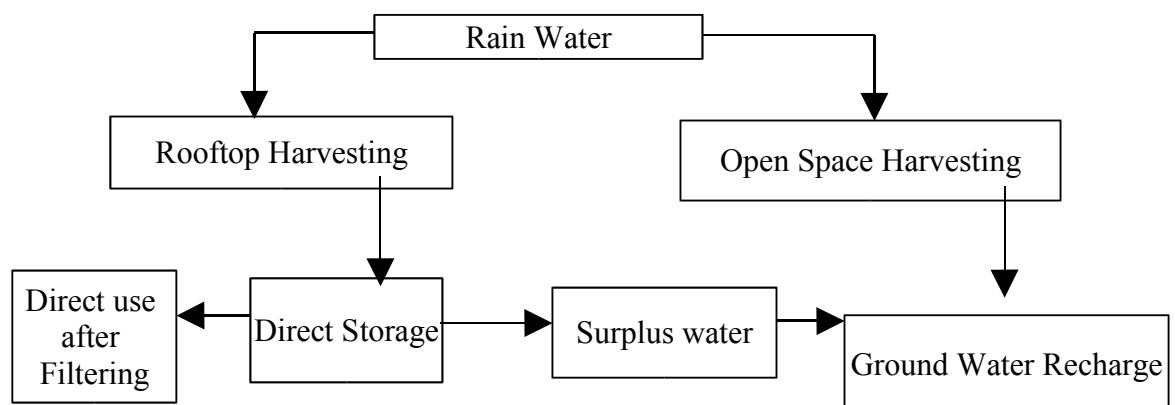 Rain Water
Rooftop Harvesting
Open Space Harvesting
Direct use
after
Filtering
Direct Storage
Surplus water
Ground Water Recharge